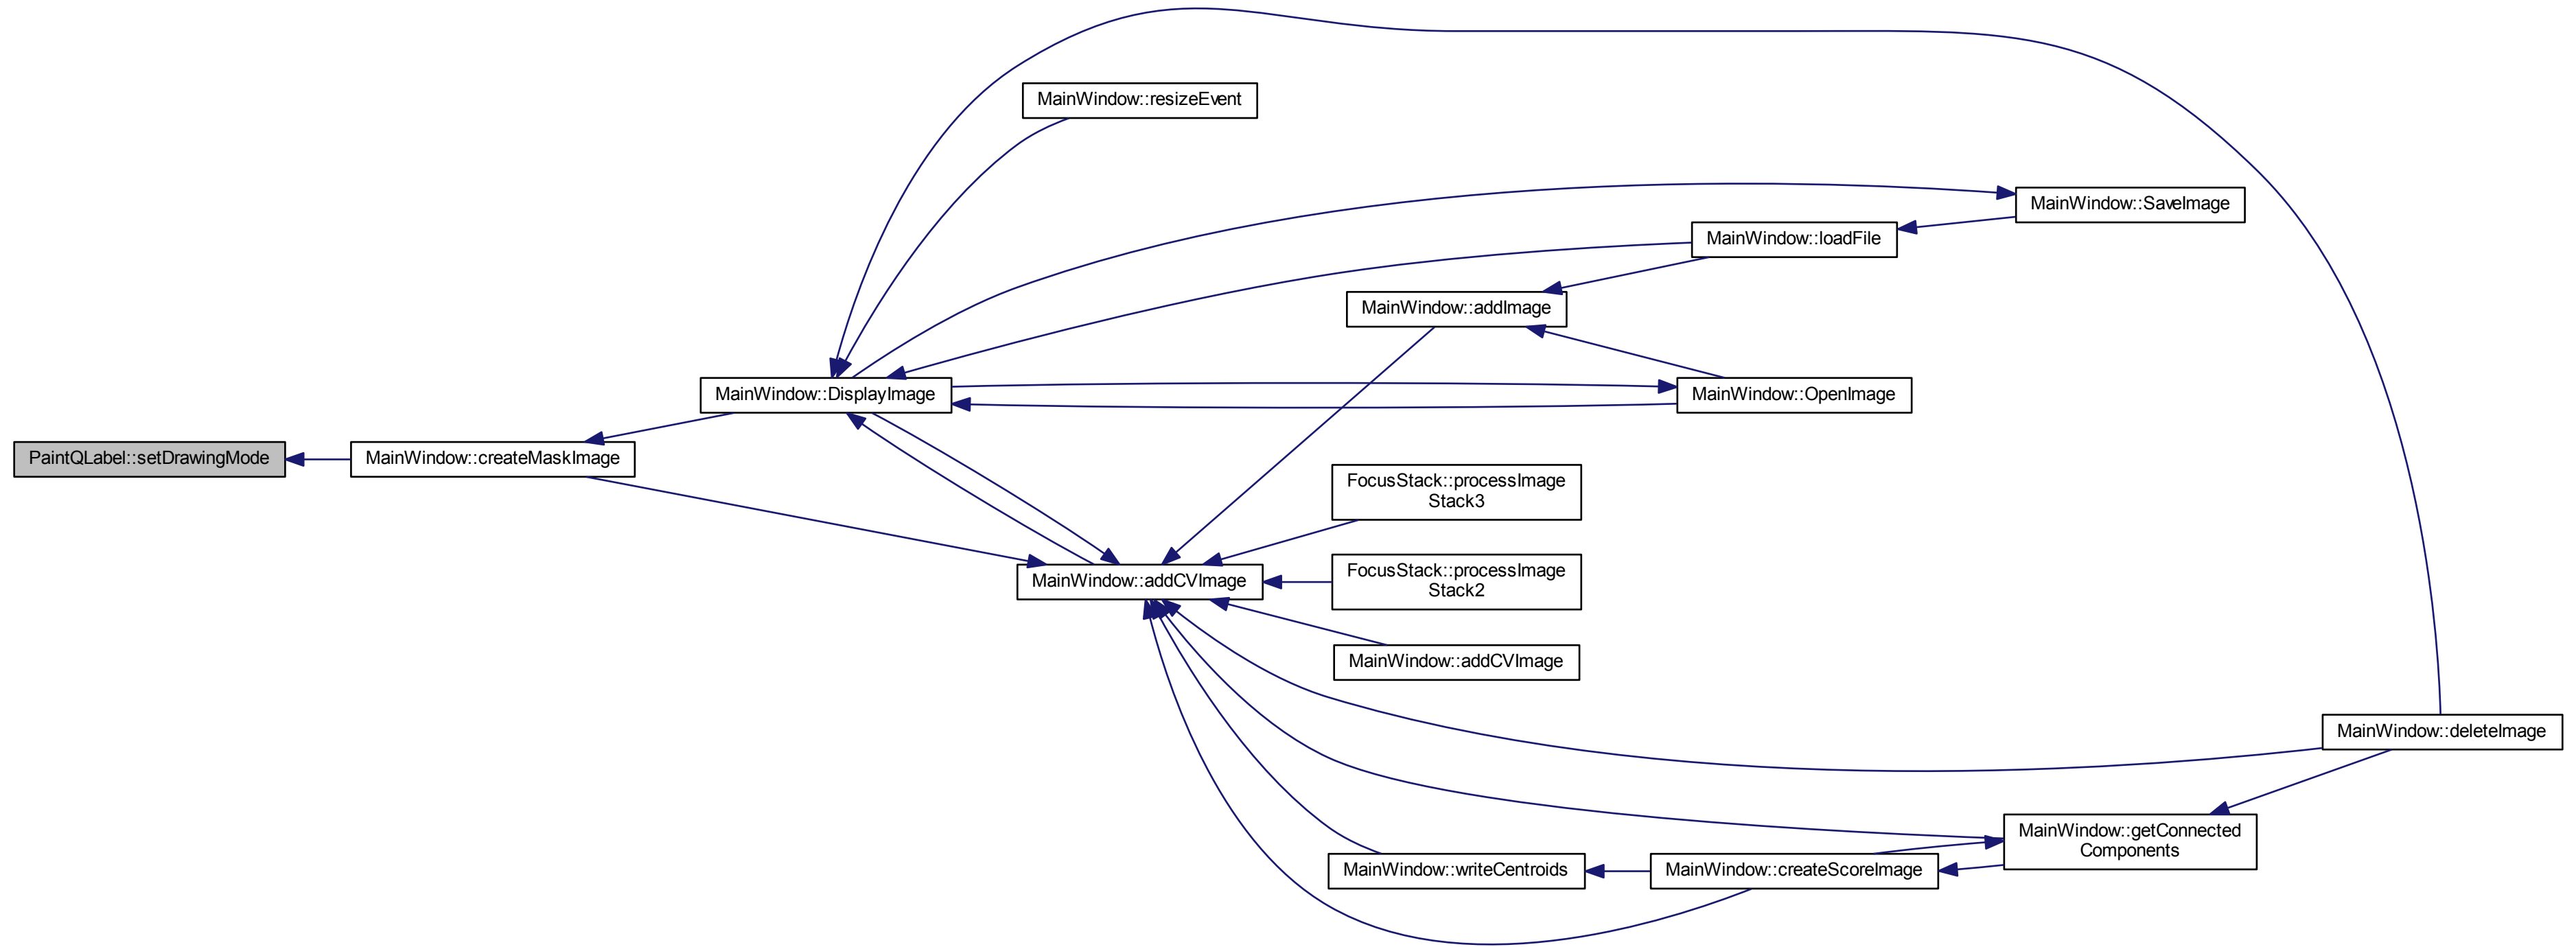 MainWindow::resizeEvent
MainWindow::SaveImage
MainWindow::loadFile
MainWindow::addImage
MainWindow::DisplayImage
MainWindow::OpenImage
PaintQLabel::setDrawingMode
MainWindow::createMaskImage
FocusStack::processImage
Stack3
MainWindow::addCVImage
FocusStack::processImage
Stack2
MainWindow::addCVImage
MainWindow::deleteImage
MainWindow::getConnected
Components
MainWindow::writeCentroids
MainWindow::createScoreImage